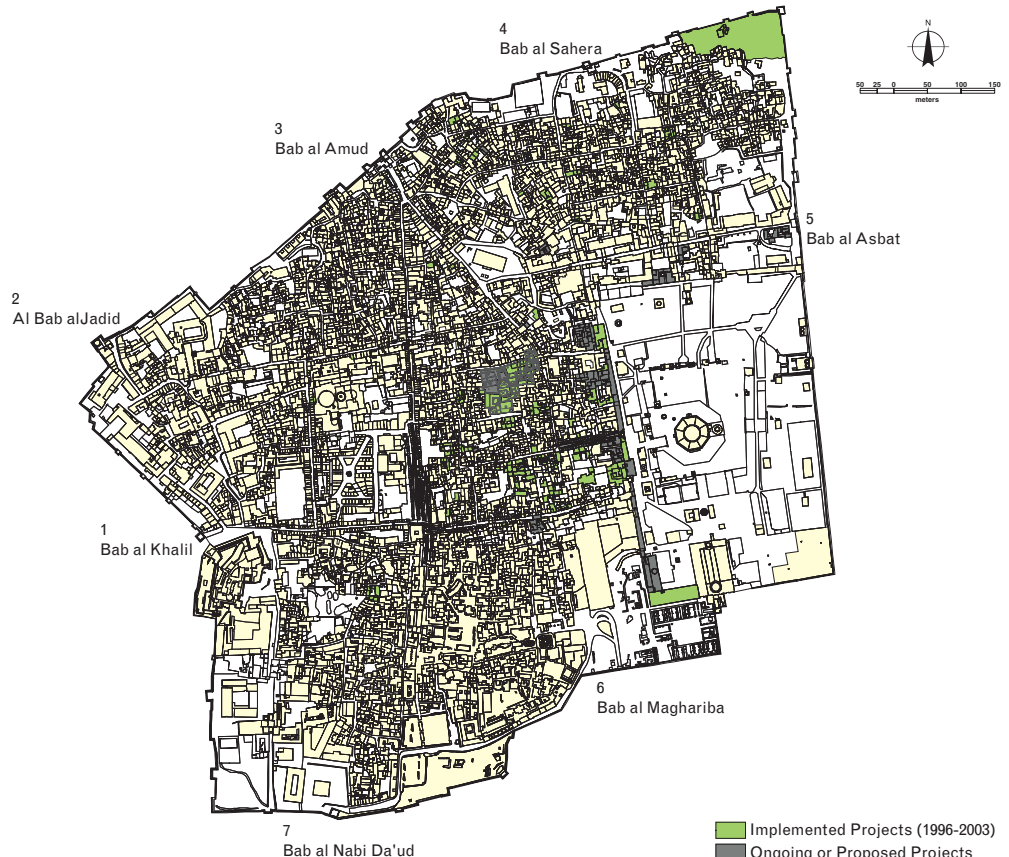 4
Bab al Sahera
N
50 25 0 50 100 150
meters
3
Bab al Amud
5
Bab al Asbat
2
Al Bab alJadid
1
Bab al Khalil
6
Bab al Maghariba
7
Bab al Nabi Da'ud
Implemented Projects (1996-2003)
Ongoing or Proposed Projects